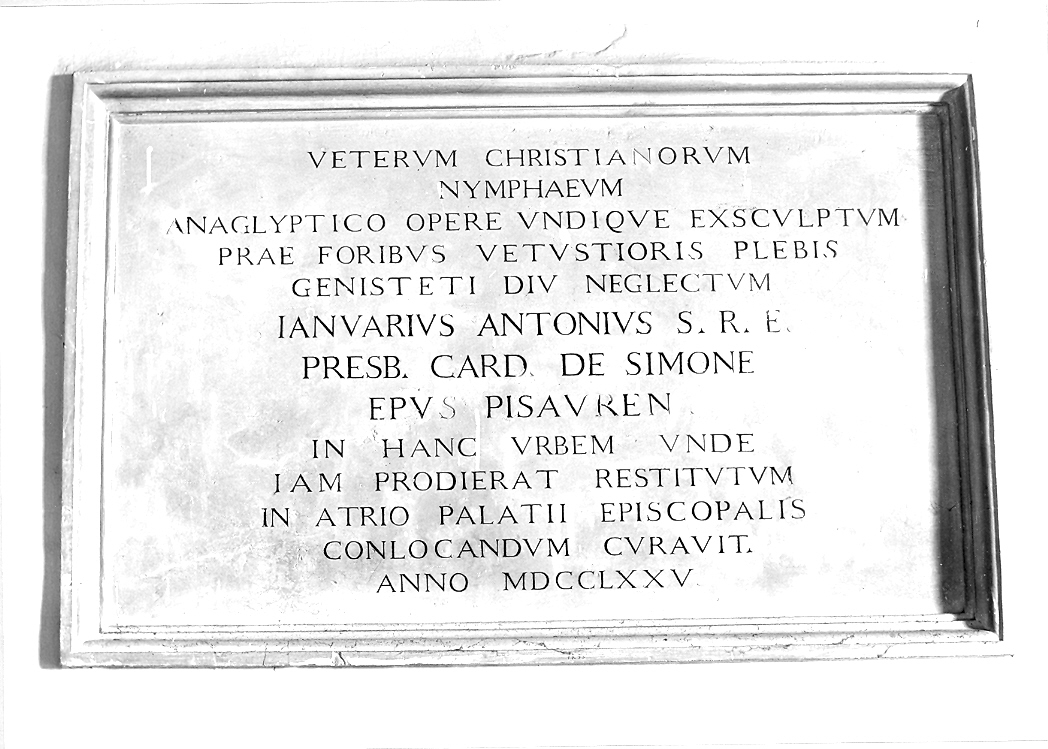 VETERVM CHRISTIANORVM
NYMPHAEVM
ANAGLYPTICO OPERE VNDIQVE EXSCVLPTVM
PRAE FORIBVS VETVSTIORIS PLEBIS
GENISTETI DIV NEGLECTVM
IANVARIVS ANTONIVS S. R. E.
PRESB. CARD. DE SIMONE
EPVS PISAVREN.
IN HANC VRBEM VNDE
IAM PRODIERAT RESTITVTVM
IN ATRIO PALATII EPISCOPALIS
CONLOCANDVM CVRAVIT.
ANNO MDCCLXXV.